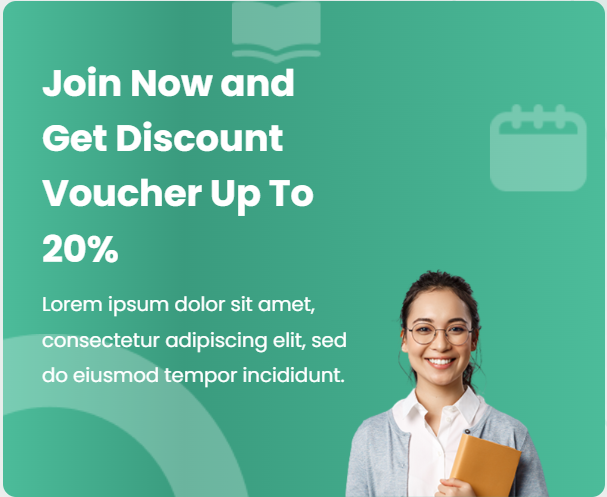 Join Now and
Get Discount
Voucher Up To
20%
Lorem ipsum dolor sit amet,
consectetur adipiscing elit, sed
do eiusmod tempor incididunt.